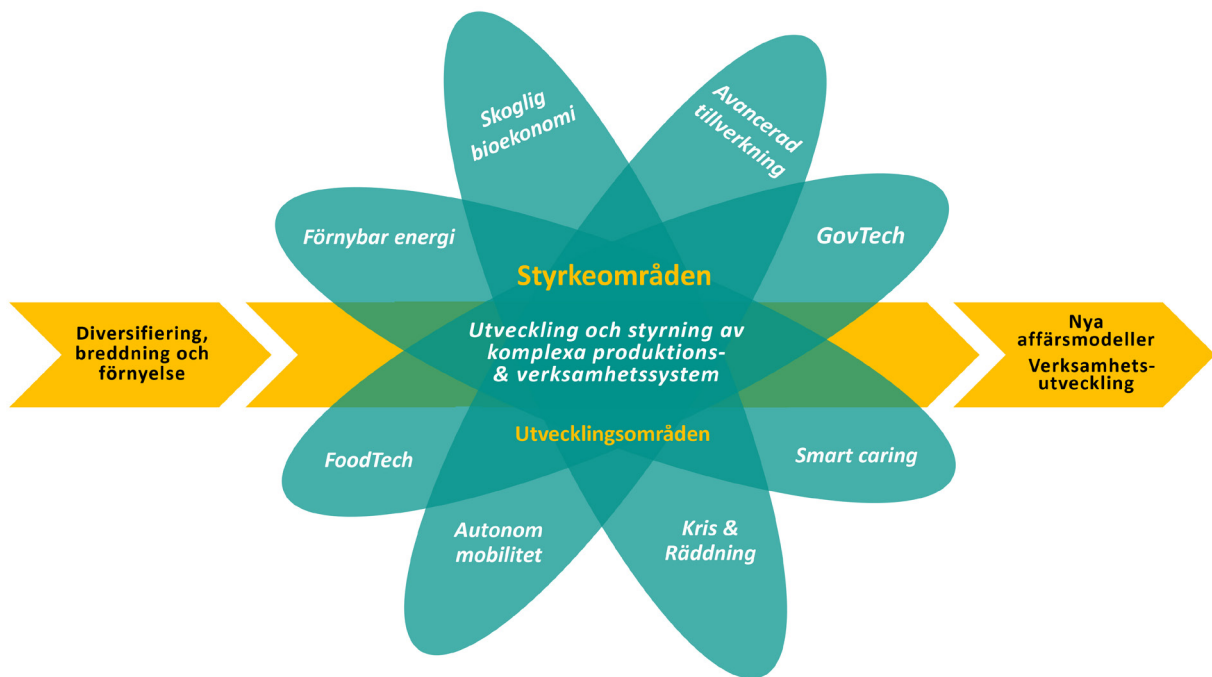 Skoglig
bioekonomi
Avancerad
tillverkning
Förnybar energi
GovTech
Styrkeområden
Diversifiering,
breddning och
förnyelse
Utveckling och styrning av
komplexa produktions-
& verksamhetssystem
Nya
affärsmodeller
Verksamhets-
utveckling
Utvecklingsområden
FoodTech
Smart caring
Autonom
mobilitet
Kris &
Räddning